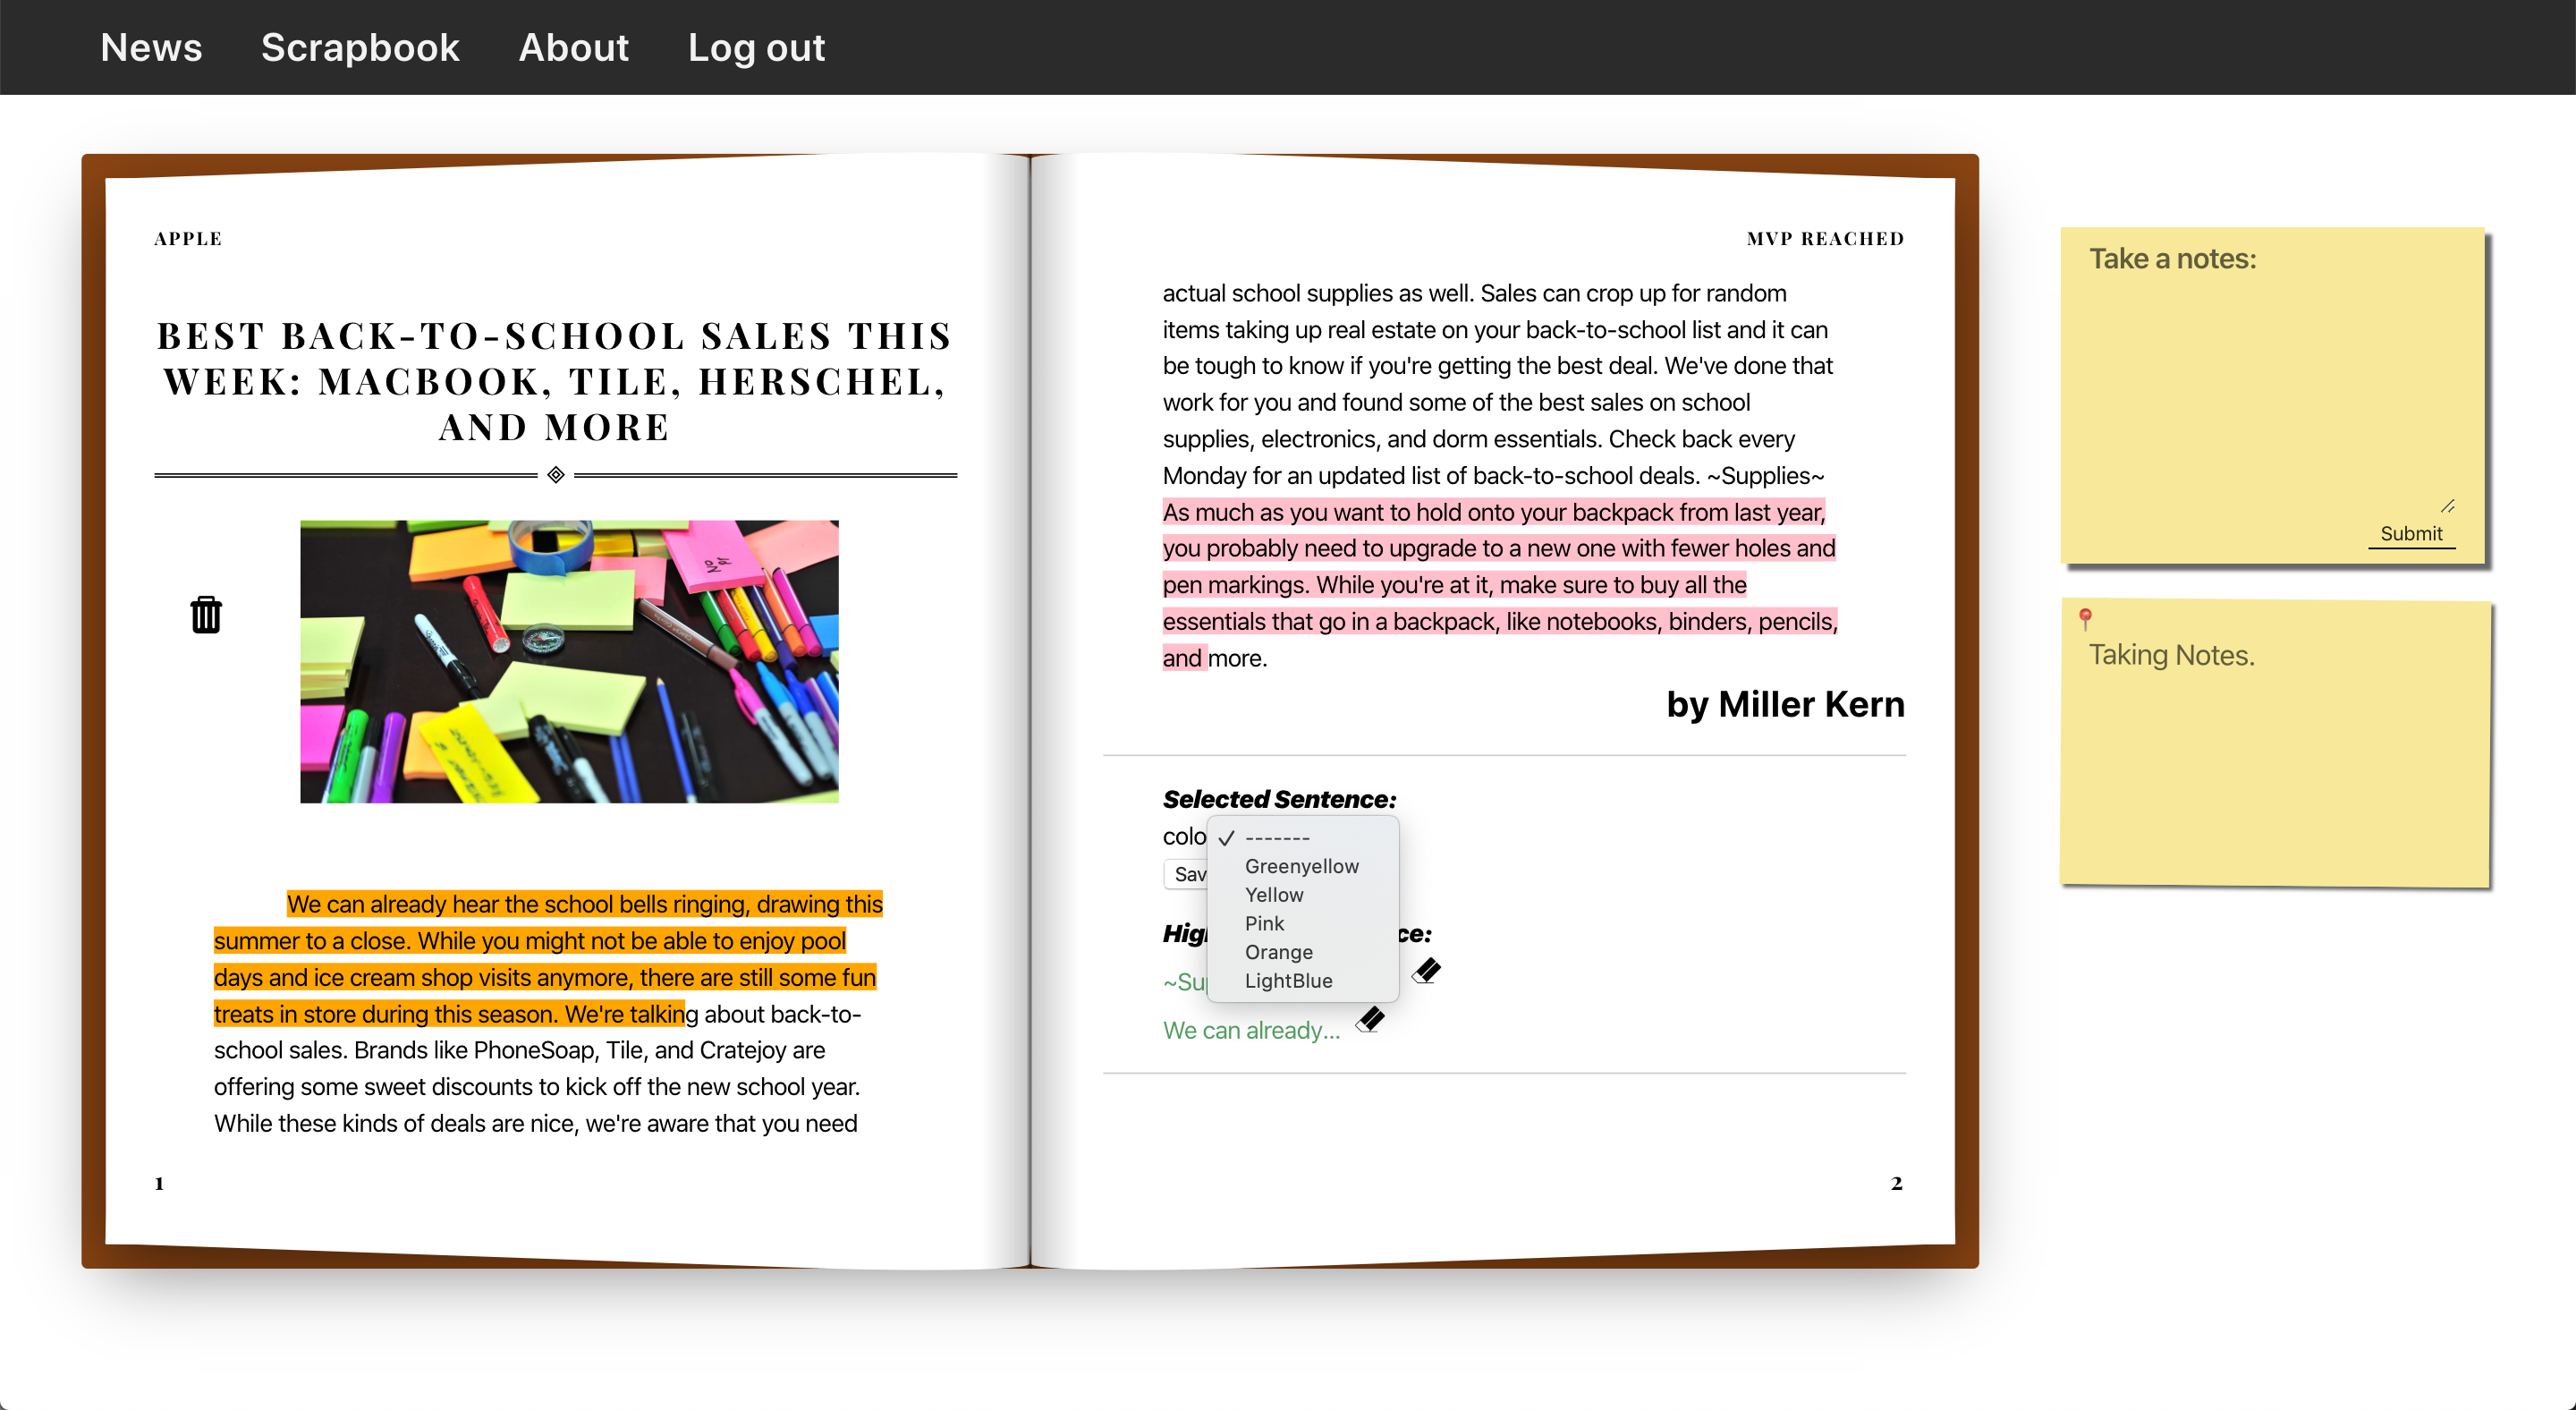 News Scrapbook About Log out
APPLE
BEST BACK-TO-SCHOOL SALES THIS
WEEK: MACBOOK, TILE, HERSCHEL,
AND MORE
We can already hear the school bells ringing, drawing this
summer to a close. While you might not be able to enjoy pool
days and ice cream shop visits anymore, there are still some fun
treats in store during this season. We're talking about back-to-
school sales. Brands like PhoneSoap, Tile, and Cratejoy are
offering some sweet discounts to kick off the new school year.
While these kinds of deals are nice, we're aware that you need
1
MVP REACHED
actual school supplies as well. Sales can crop up for random
items taking up real estate on your back-to-school list and it can
be tough to know if you're getting the best deal. We've done that
work for you and found some of the best sales on school
supplies, electronics, and dorm essentials. Check back every
Monday for an updated list of back-to-school deals. ~Supplies~
As much as you want to hold onto your backpack from last year,
you probably need to upgrade to a new one with fewer holes and
pen markings. While you're at it, make sure to buy all the
essentials that go in a backpack, like notebooks, binders, pencils,
and more.
by Miller Kern
Selected Sentence:
colo
✓ -------
Greenyellow
Yellow
Pink
Orange
LightBlue
Sav
Hig ce:
~Su
We can already...
2
Take a notes:
Submit
Taking Notes.